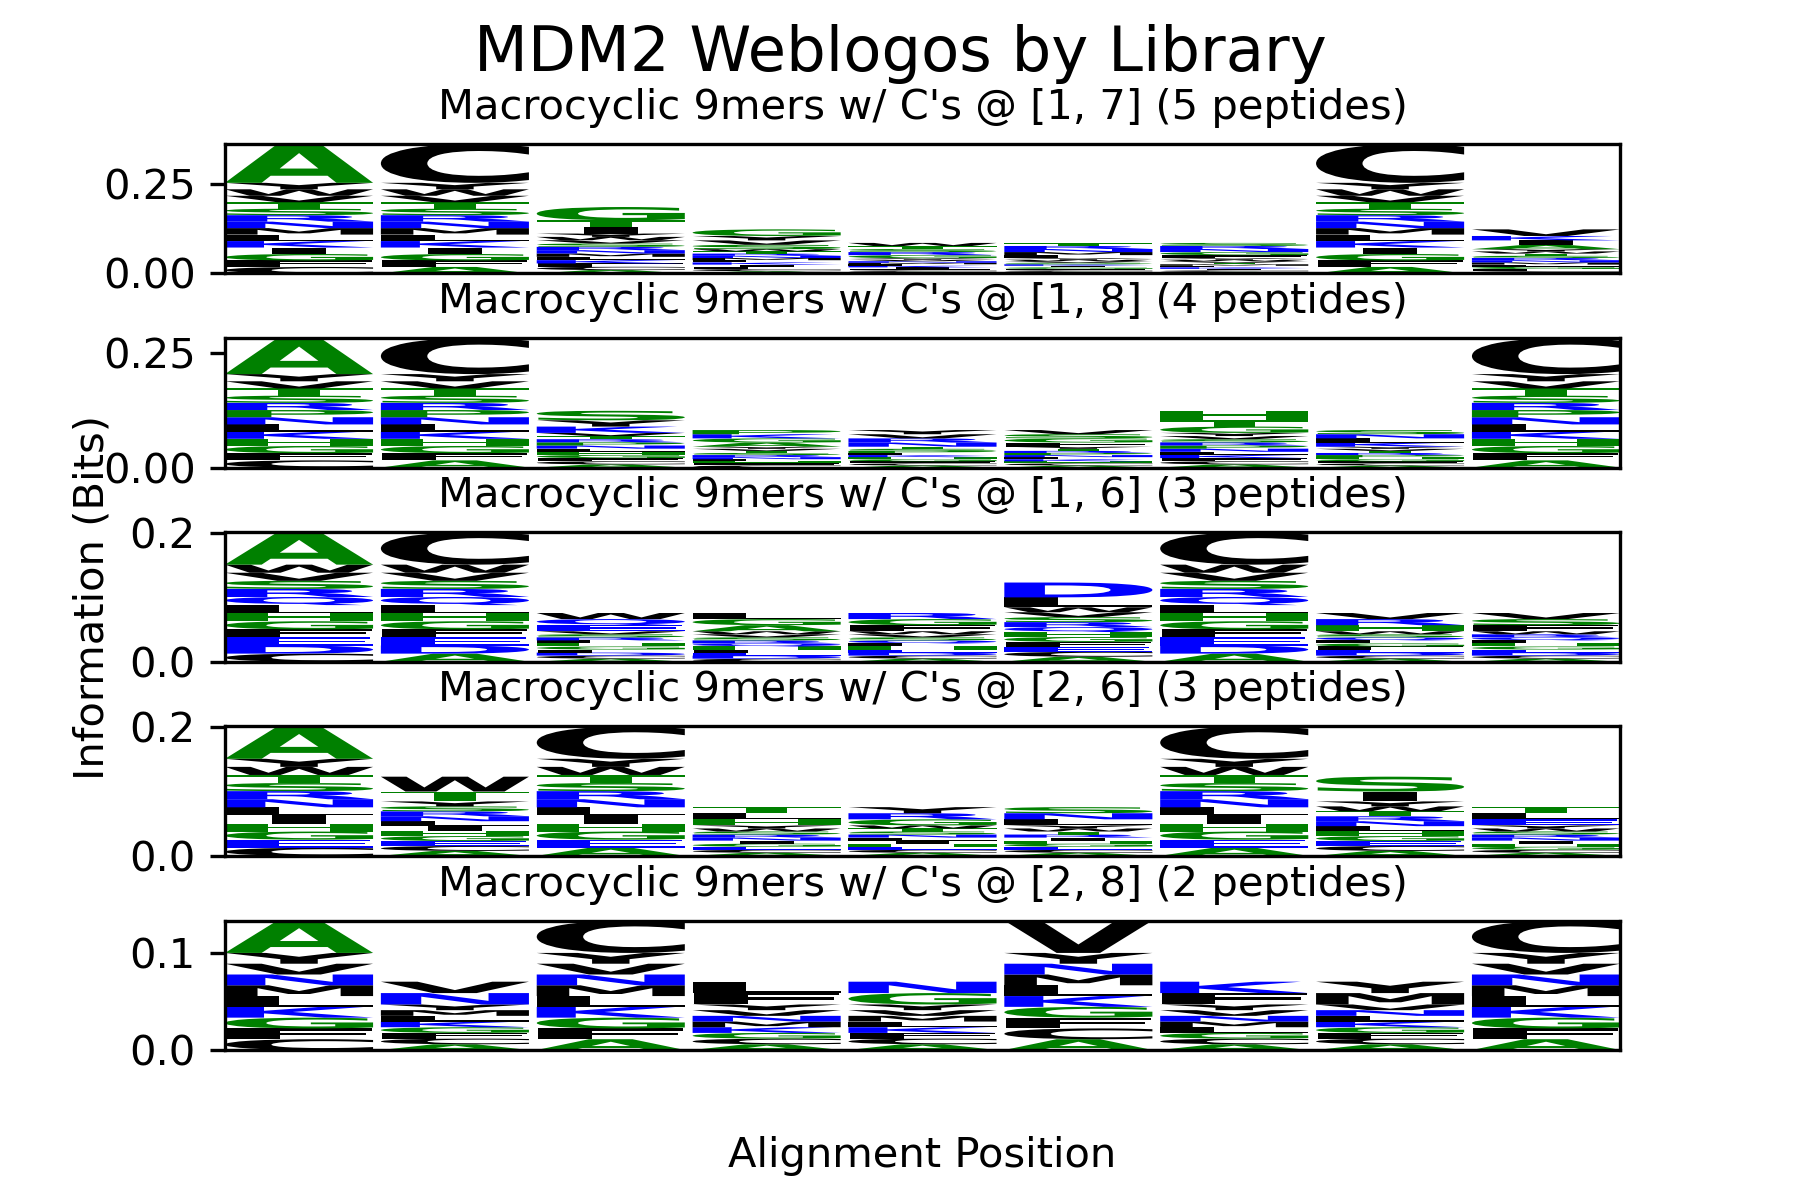 MDM2 Weblogos by Library
Macrocyclic 9mers w/ C's @ [1, 7] (5 peptides)
0.25
0.00
Macrocyclic 9mers w/ C's @ [1, 8] (4 peptides)
0.25
0.00
Macrocyclic 9mers w/ C's @ [1, 6] (3 peptides)
0.2
0.0
Macrocyclic 9mers w/ C's @ [2, 6] (3 peptides)
0.2
0.0
Macrocyclic 9mers w/ C's @ [2, 8] (2 peptides)
0.1
0.0
Information (Bits)
Alignment Position